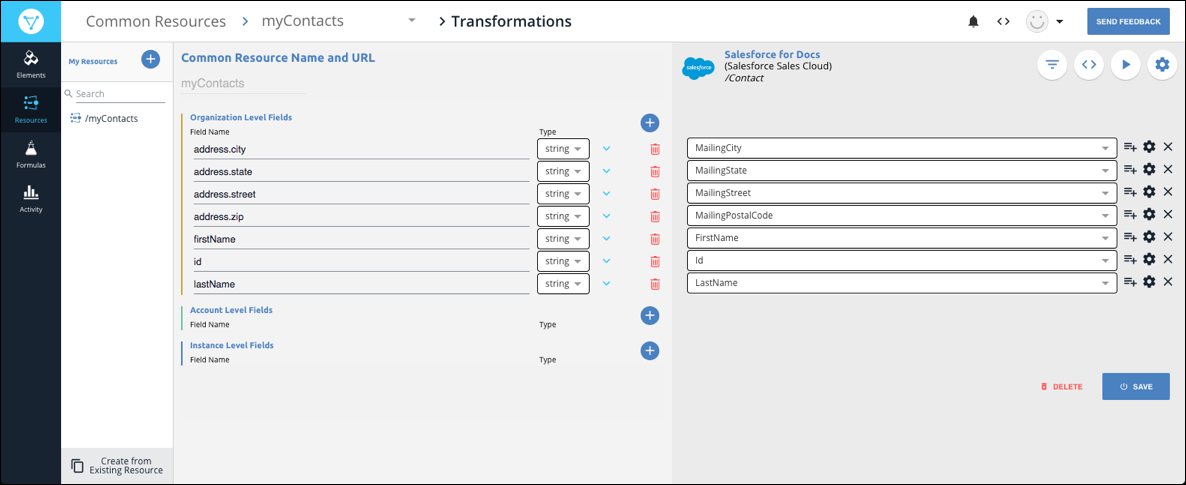 Common Resources > myContacts > Transformations
SEND FEEDBACK
Elements
Resources
Formulas
Activity
My Resources
Search
/myContacts
Create from
Existing Resource
Common Resource Name and URL
myContacts
Organization Level Fields
Field Name Type
address.city string
address.state string
address.street string
address.zip string
firstName string
id string
lastName string
Account Level Fields
Field Name Type
Instance Level Fields
Field Name Type
salesforce
Salesforce for Docs
(Salesforce Sales Cloud)
/Contact
MailingCity
MailingState
MailingStreet
MailingPostalCode
FirstName
Id
LastName
DELETE
SAVE